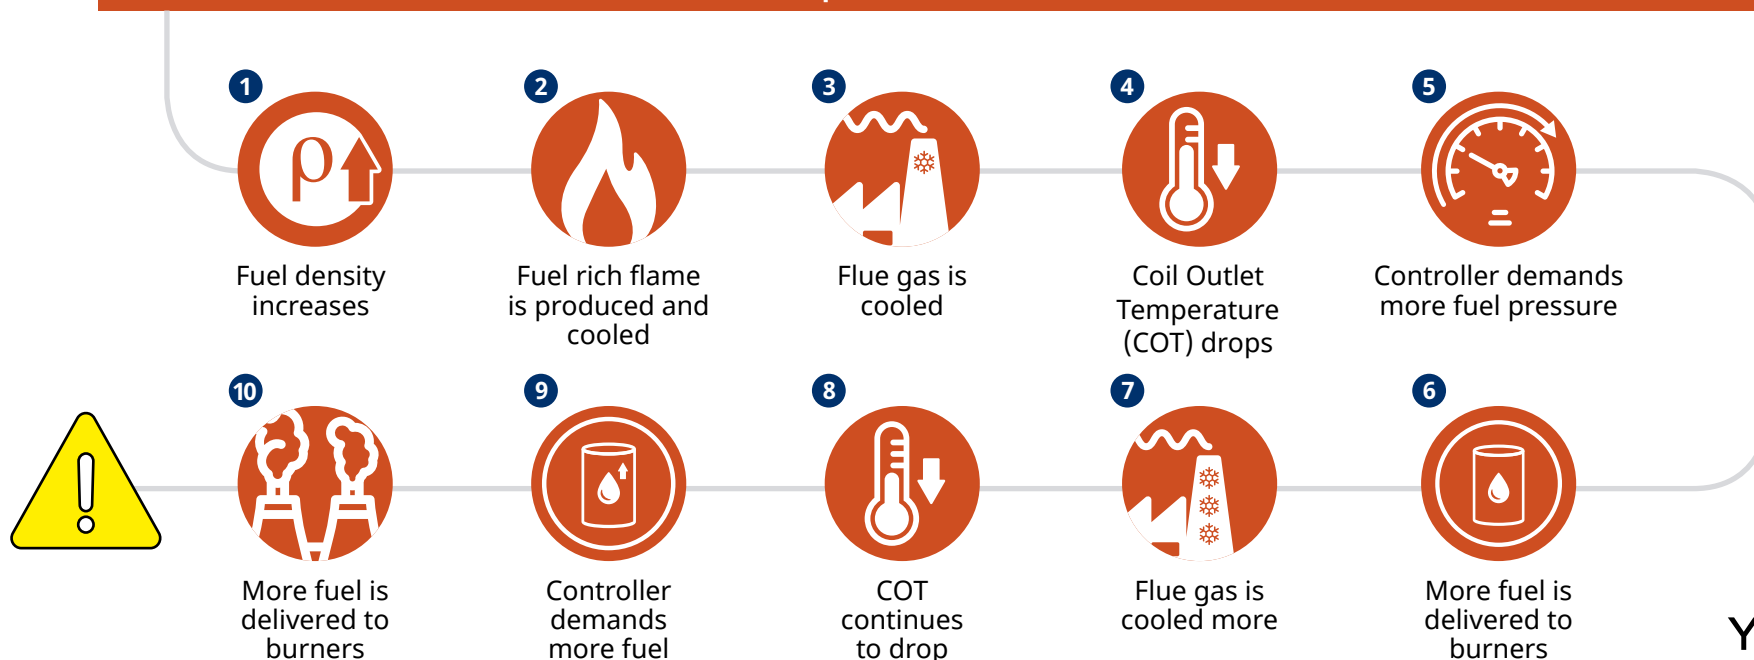 1
Fuel density
increases
2
Fuel rich flame
is produced and
cooled
3
Flue gas is
cooled
4
Coil Outlet
Temperature
(COT) drops
5
Controller demands
more fuel pressure
10
More fuel is
delivered to
burners
9
Controller
demands
more fuel
8
COT
continues
to drop
7
Flue gas is
cooled more
6
More fuel is
delivered to
burners
ρ
Y